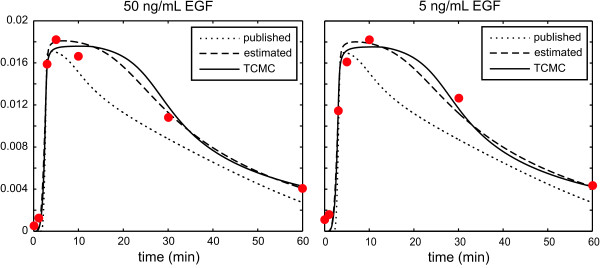 50 ng/mL EGF
5 ng/mL EGF
0.02
0.016
0.012
0.008
0.004
0
published
estimated
TCMC
published
estimated
TCMC
0 10 20 30 40 50 60
0 10 20 30 40 50 60
time (min)
time (min)